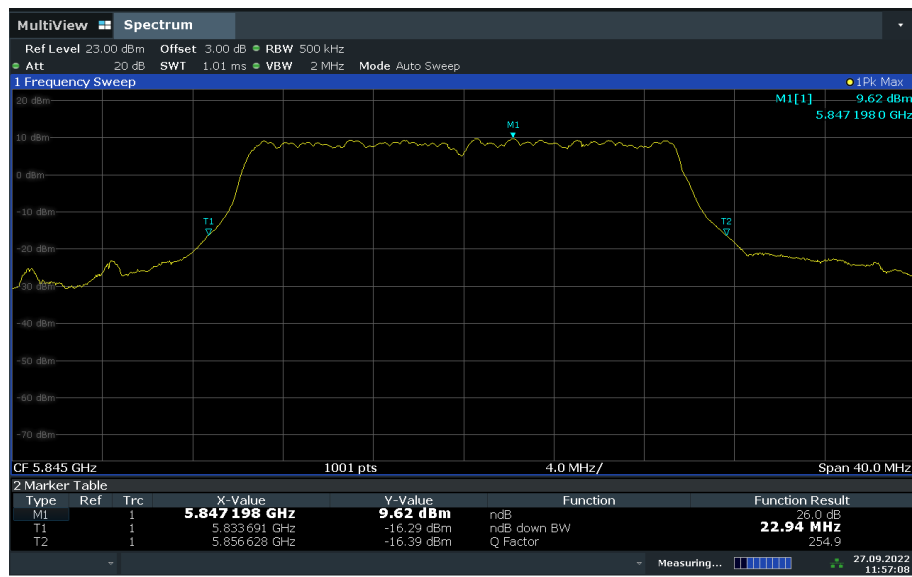 MultiView Spectrum
Ref Level 23.00 dBm Offset 3.00 dB RBW 500 kHz
Att 20 dB SWT 1.01 ms VBW 2 MHz Mode Auto Sweep
1 Frequency Sweep 1Pk Max
20 dBm M1[1] 9.62 dBm
5.847 198 0 GHz
M1
10 dBm
0 dBm
-10 dBm
T1 T2
-20 dBm
-30 dBm
-40 dBm
-50 dBm
-60 dBm
-70 dBm
CF 5.845 GHz 1001 pts 4.0 MHz/ Span 40.0 MHz
2 Marker Table
Type Ref Trc X-Value Y-Value Function Function Result
M1 1 5.847 198 GHz 9.62 dBm ndB 26.0 dB
T1 1 5.833 691 GHz -16.29 dBm ndB down BW 22.94 MHz
T2 1 5.856 628 GHz -16.39 dBm Q Factor 254.9
Measuring... 27.09.2022
11:57:08